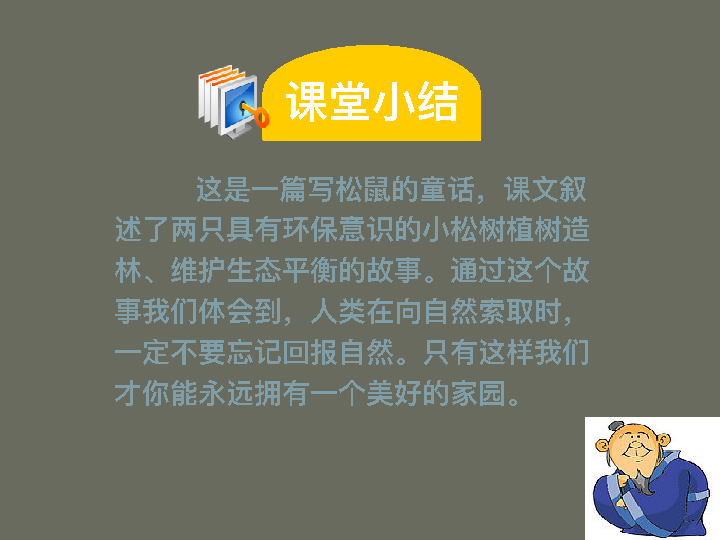 课堂小结
这是一篇写松鼠的童话，课文叙
述了两只具有环保意识的小松树植树造
林、维护生态平衡的故事。通过这个故
事我们体会到，人类在向自然索取时，
一定不要忘记回报自然。只有这样我们
才你能永远拥有一个美好的家园。